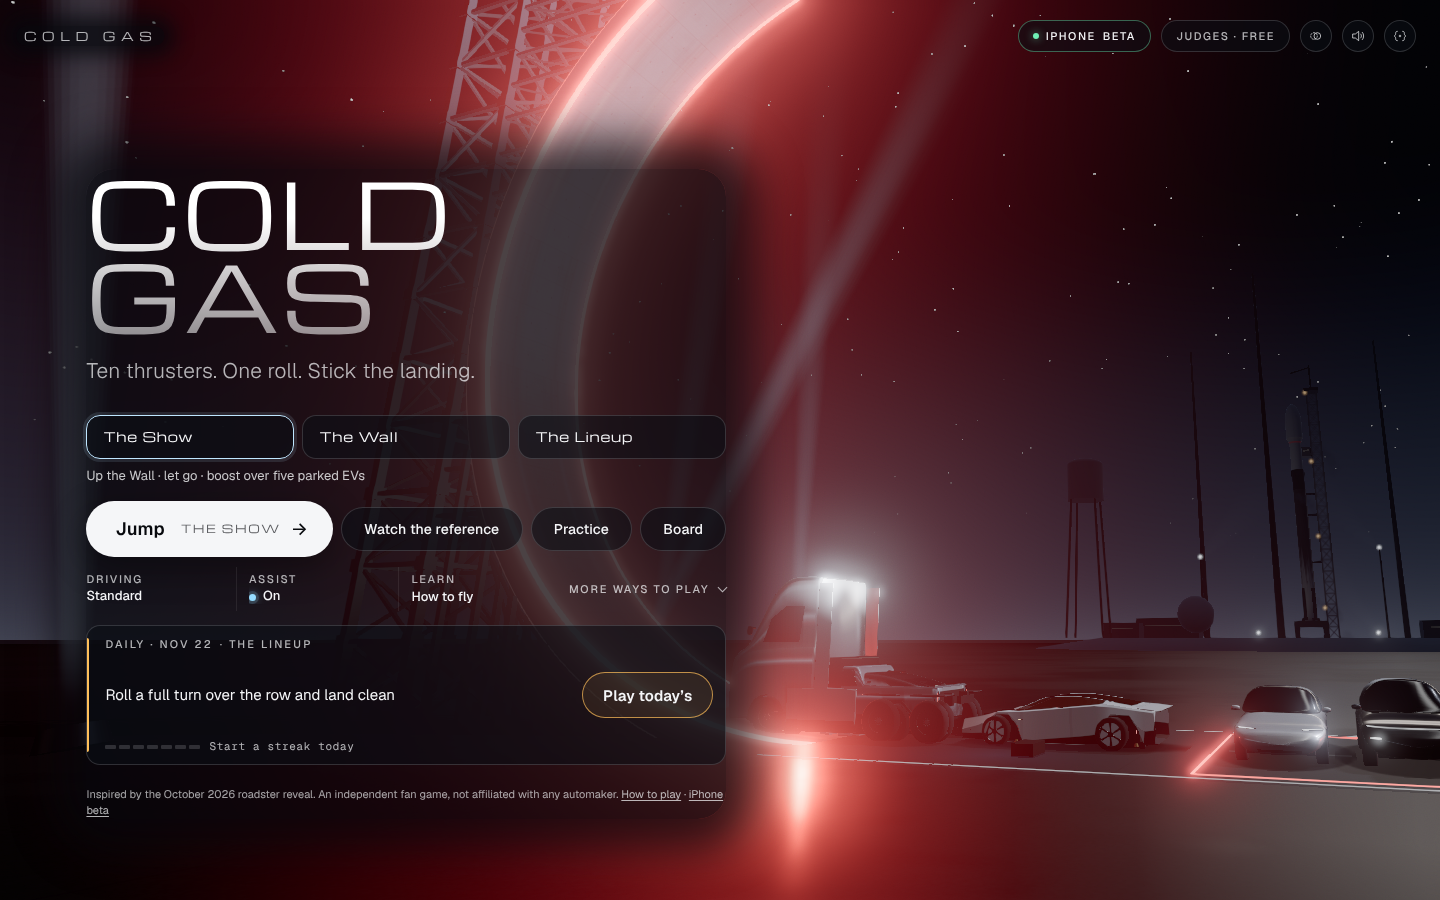 COLD GAS
IPHONE BETA
JUDGES · FREE
COLD
GAS
Ten thrusters. One roll. Stick the landing.
The Show
The Wall
The Lineup
Up the Wall · let go · boost over five parked EVs
Jump THE SHOW →
Watch the reference
Practice
Board
DRIVING
Standard
ASSIST
On
LEARN
How to fly
MORE WAYS TO PLAY
DAILY · NOV 22 · THE LINEUP
Roll a full turn over the row and land clean
Play today's
Start a streak today
Inspired by the October 2026 roadster reveal. An independent fan game, not affiliated with any automaker. How to play · iPhone
beta